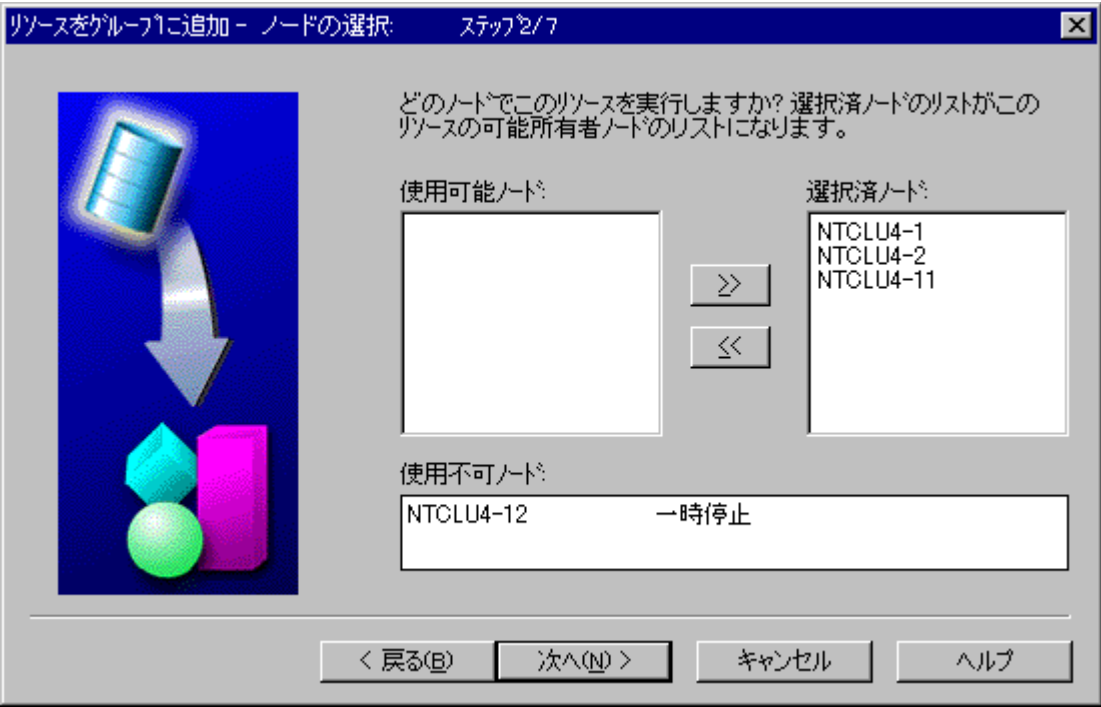 リソースをグループに追加 - ノードの選択: ステップ2/7
どのノードでこのリソースを実行しますか? 選択済ノードのリストがこの
リソースの可能所有者ノードのリストになります。
使用可能ノード:
選択済ノード:
NTCLU4-1
NTCLU4-2
NTCLU4-11
>>
<<
使用不可ノード:
NTCLU4-12 一時停止
< 戻る(B) 次へ(N) > キャンセル ヘルプ